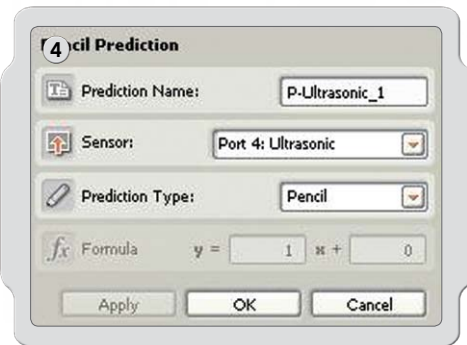 4
cil Prediction
Prediction Name: P-Ultrasonic_1
Sensor: Port 4: Ultrasonic
Prediction Type: Pencil
fx Formula y = 1 x + 0
Apply OK Cancel